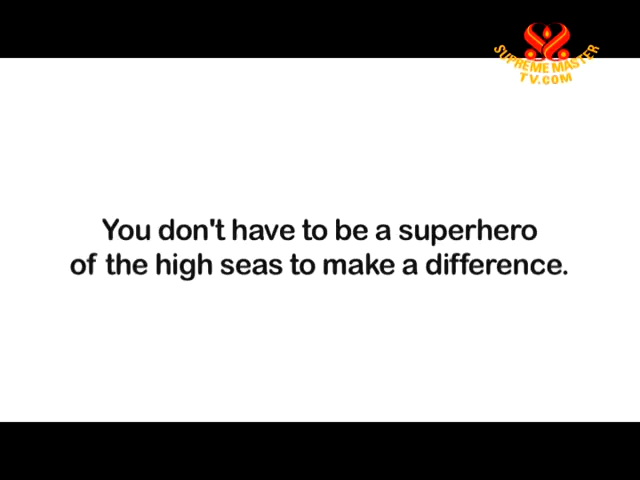 SUPREME MASTER
TV.COM
You don't have to be a superhero
of the high seas to make a difference.